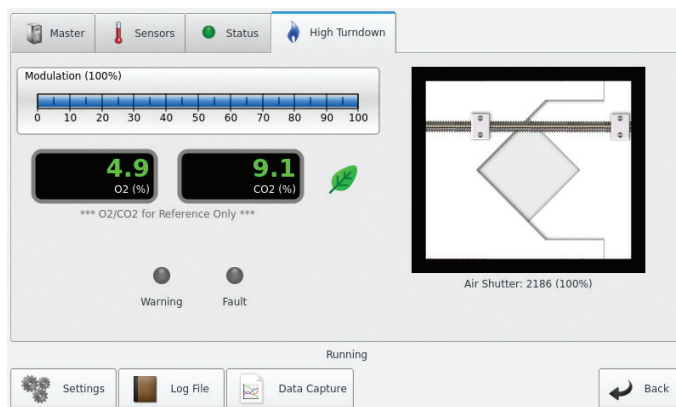 Master
Sensors
Status
High Turndown
Modulation (100%)
0 10 20 30 40 50 60 70 80 90 100
4.9
O2 (%)
9.1
CO2 (%)
*** O2/CO2 for Reference Only ***
Warning
Fault
Air Shutter: 2186 (100%)
Running
Settings
Log File
Data Capture
Back